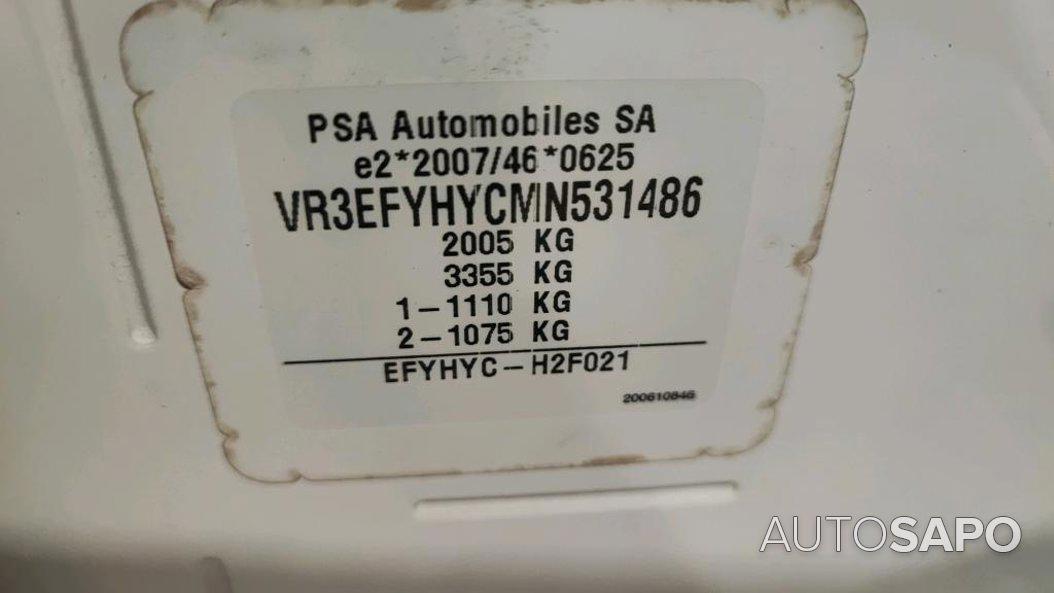 PSA Automobiles SA
e2*2007/46*0625
VR3EFYHYCMN531486
2005 KG
3355 KG
1-1110 KG
2-1075 KG
EFYHYC-H2F021
200610846
AUTOSAPO